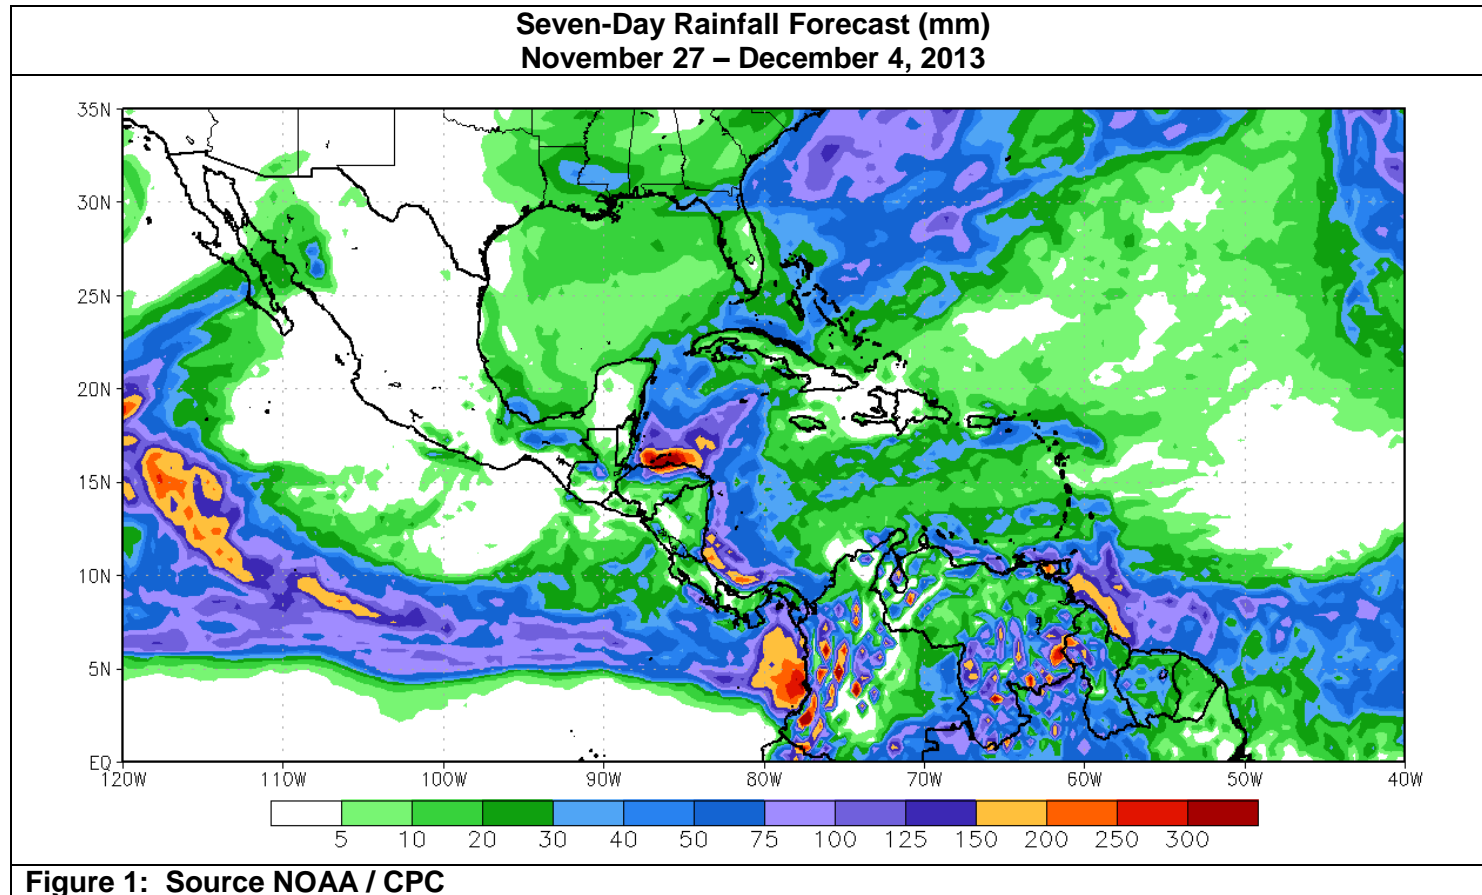 Seven-Day Rainfall Forecast (mm)
November 27 – December 4, 2013
35N
30N
25N
20N
15N
10N
5N
EQ
120W 110W 100W 90W 80W 70W 60W 50W 40W
5 10 20 30 40 50 75 100 125 150 200 250 300
Figure 1: Source NOAA / CPC